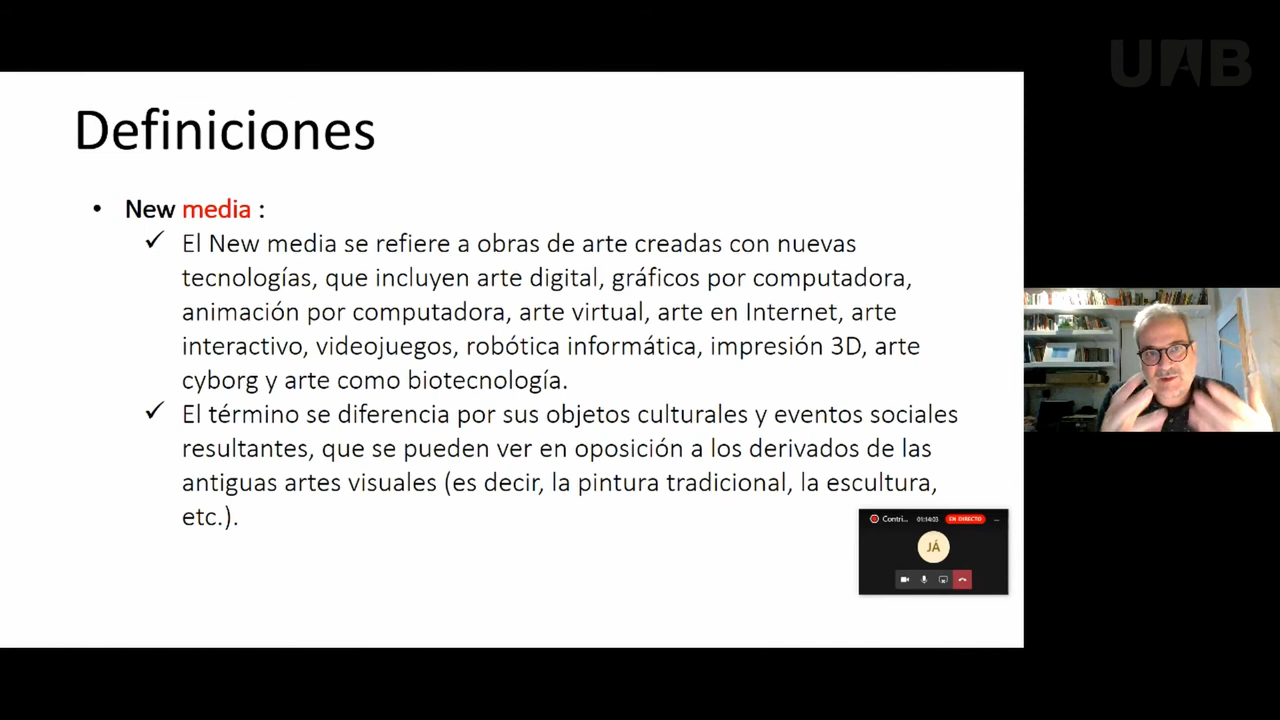 UAB
Definiciones
• New media :
✓ El New media se refiere a obras de arte creadas con nuevas
tecnologías, que incluyen arte digital, gráficos por computadora,
animación por computadora, arte virtual, arte en Internet, arte
interactivo, videojuegos, robótica informática, impresión 3D, arte
cyborg y arte como biotecnología.
✓ El término se diferencia por sus objetos culturales y eventos sociales
resultantes, que se pueden ver en oposición a los derivados de las
antiguas artes visuales (es decir, la pintura tradicional, la escultura,
etc.).
Contri... 01:14:03 EN DIRECTO
JÁ